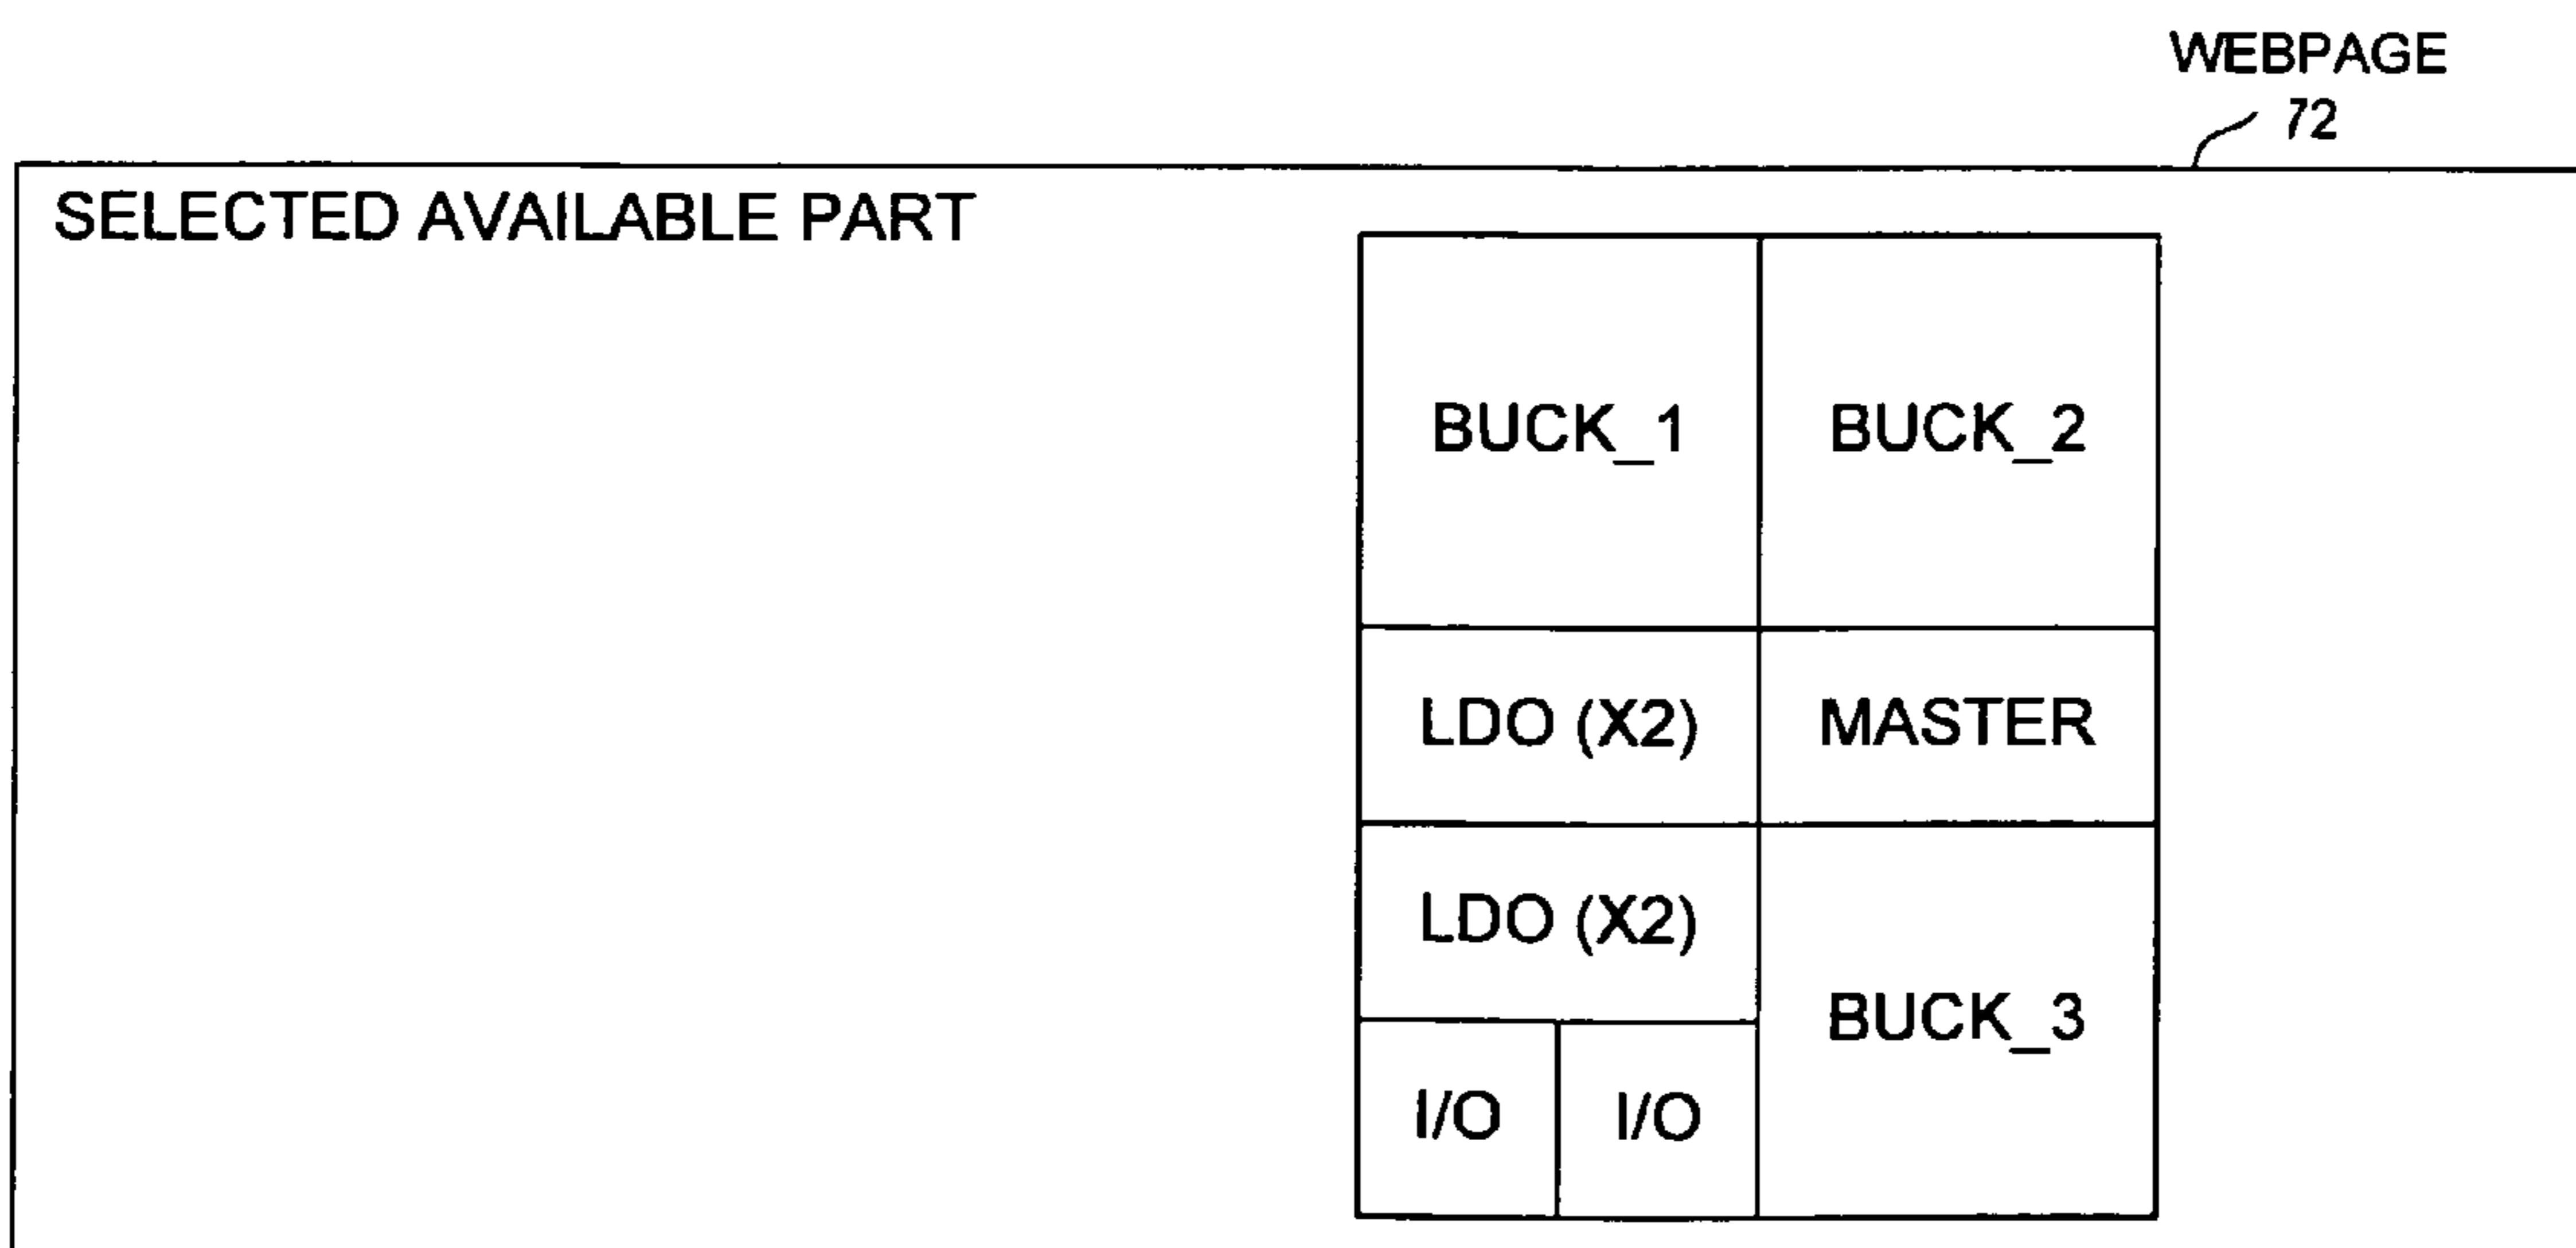 WEBPAGE
72
SELECTED AVAILABLE PART
BUCK_1 BUCK_2
LDO (X2) MASTER
LDO (X2)
BUCK_3
I/O I/O